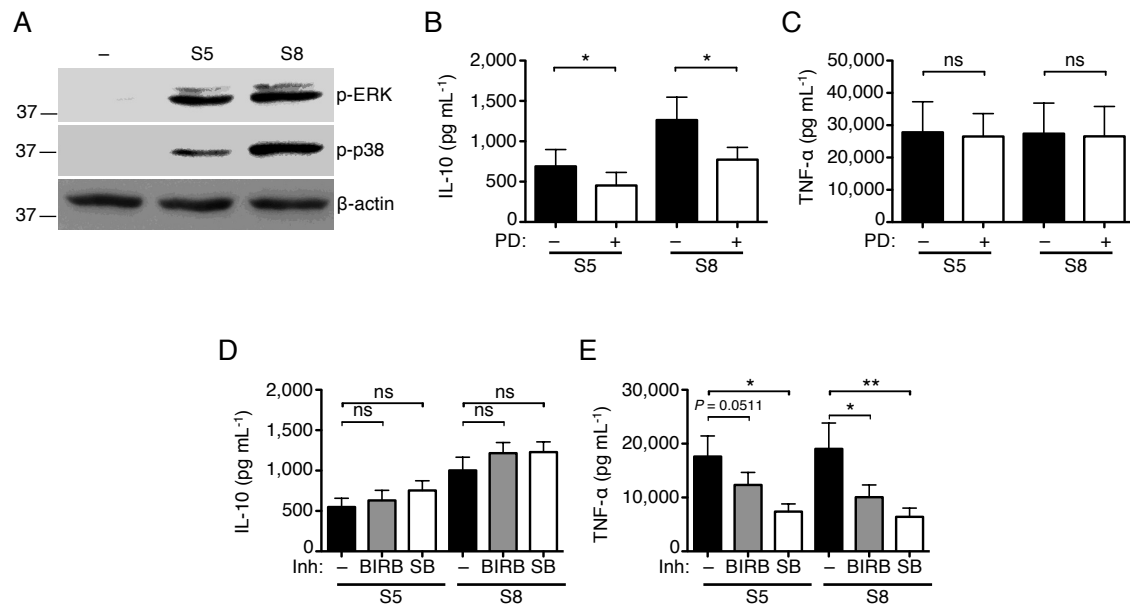 A
– S5 S8
p-ERK
37
p-p38
37
β-actin
37
B
IL-10 (pg mL-1)
2,000
1,500
1,000
500
0
* *
PD: – + – +
S5 S8
C
TNF-α (pg mL-1)
50,000
40,000
30,000
20,000
10,000
0
ns ns
PD: – + – +
S5 S8
D
IL-10 (pg mL-1)
2,000
1,500
1,000
500
0
ns ns
ns ns
Inh: – BIRB SB – BIRB SB
S5 S8
E
TNF-α (pg mL-1)
30,000
20,000
10,000
0
* **
P = 0.0511 *
Inh: – BIRB SB – BIRB SB
S5 S8